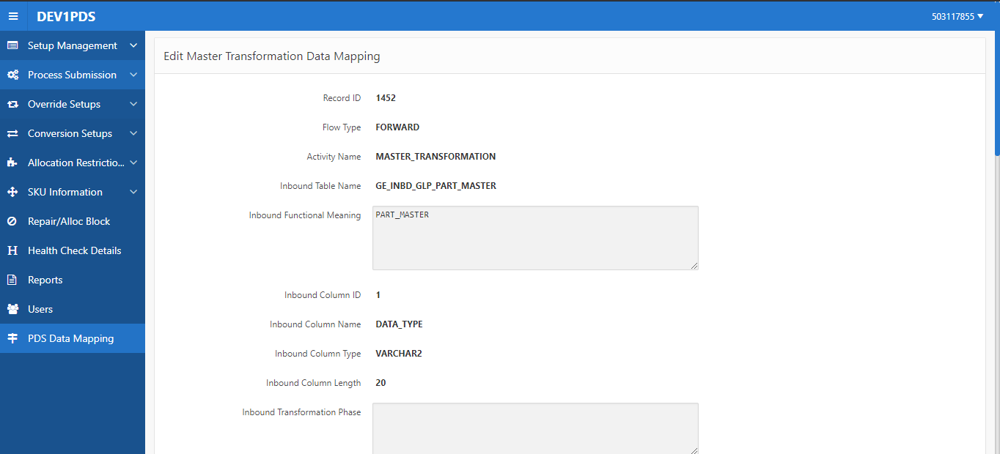 DEV1PDS
503117855
Setup Management
Process Submission
Override Setups
Conversion Setups
Allocation Restrictio...
SKU Information
Repair/Alloc Block
H Health Check Details
Reports
Users
PDS Data Mapping
Edit Master Transformation Data Mapping
Record ID 1452
Flow Type FORWARD
Activity Name MASTER_TRANSFORMATION
Inbound Table Name GE_INBD_GLP_PART_MASTER
Inbound Functional Meaning PART_MASTER
Inbound Column ID 1
Inbound Column Name DATA_TYPE
Inbound Column Type VARCHAR2
Inbound Column Length 20
Inbound Transformation Phase